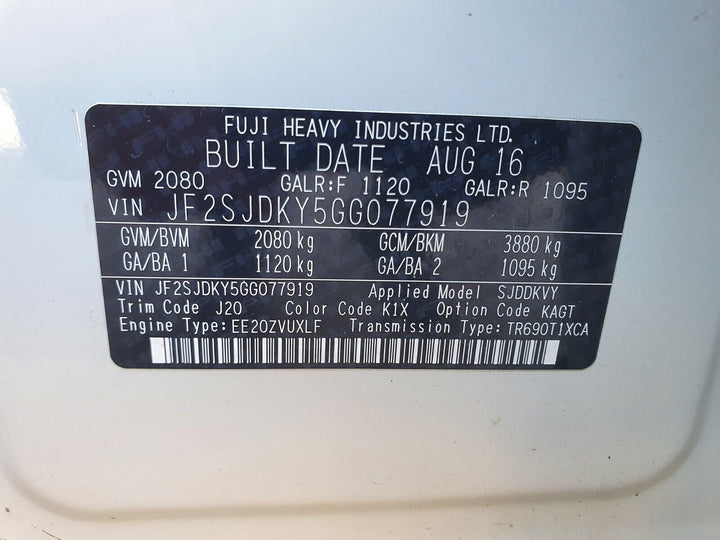 FUJI HEAVY INDUSTRIES LTD.
BUILT DATE AUG 16
GVM 2080 GALR:F 1120 GALR:R 1095
VIN JF2SJDKY5GG077919
GVM/BVM 2080 kg GCM/BKM 3880 kg
GA/BA 1 1120 kg GA/BA 2 1095 kg
VIN JF2SJDKY5GG077919 Applied Model SJDDKVY
Trim Code J20 Color Code K1X Option Code KAGT
Engine Type: EE20ZVUXLF Transmission Type: TR690T1XCA